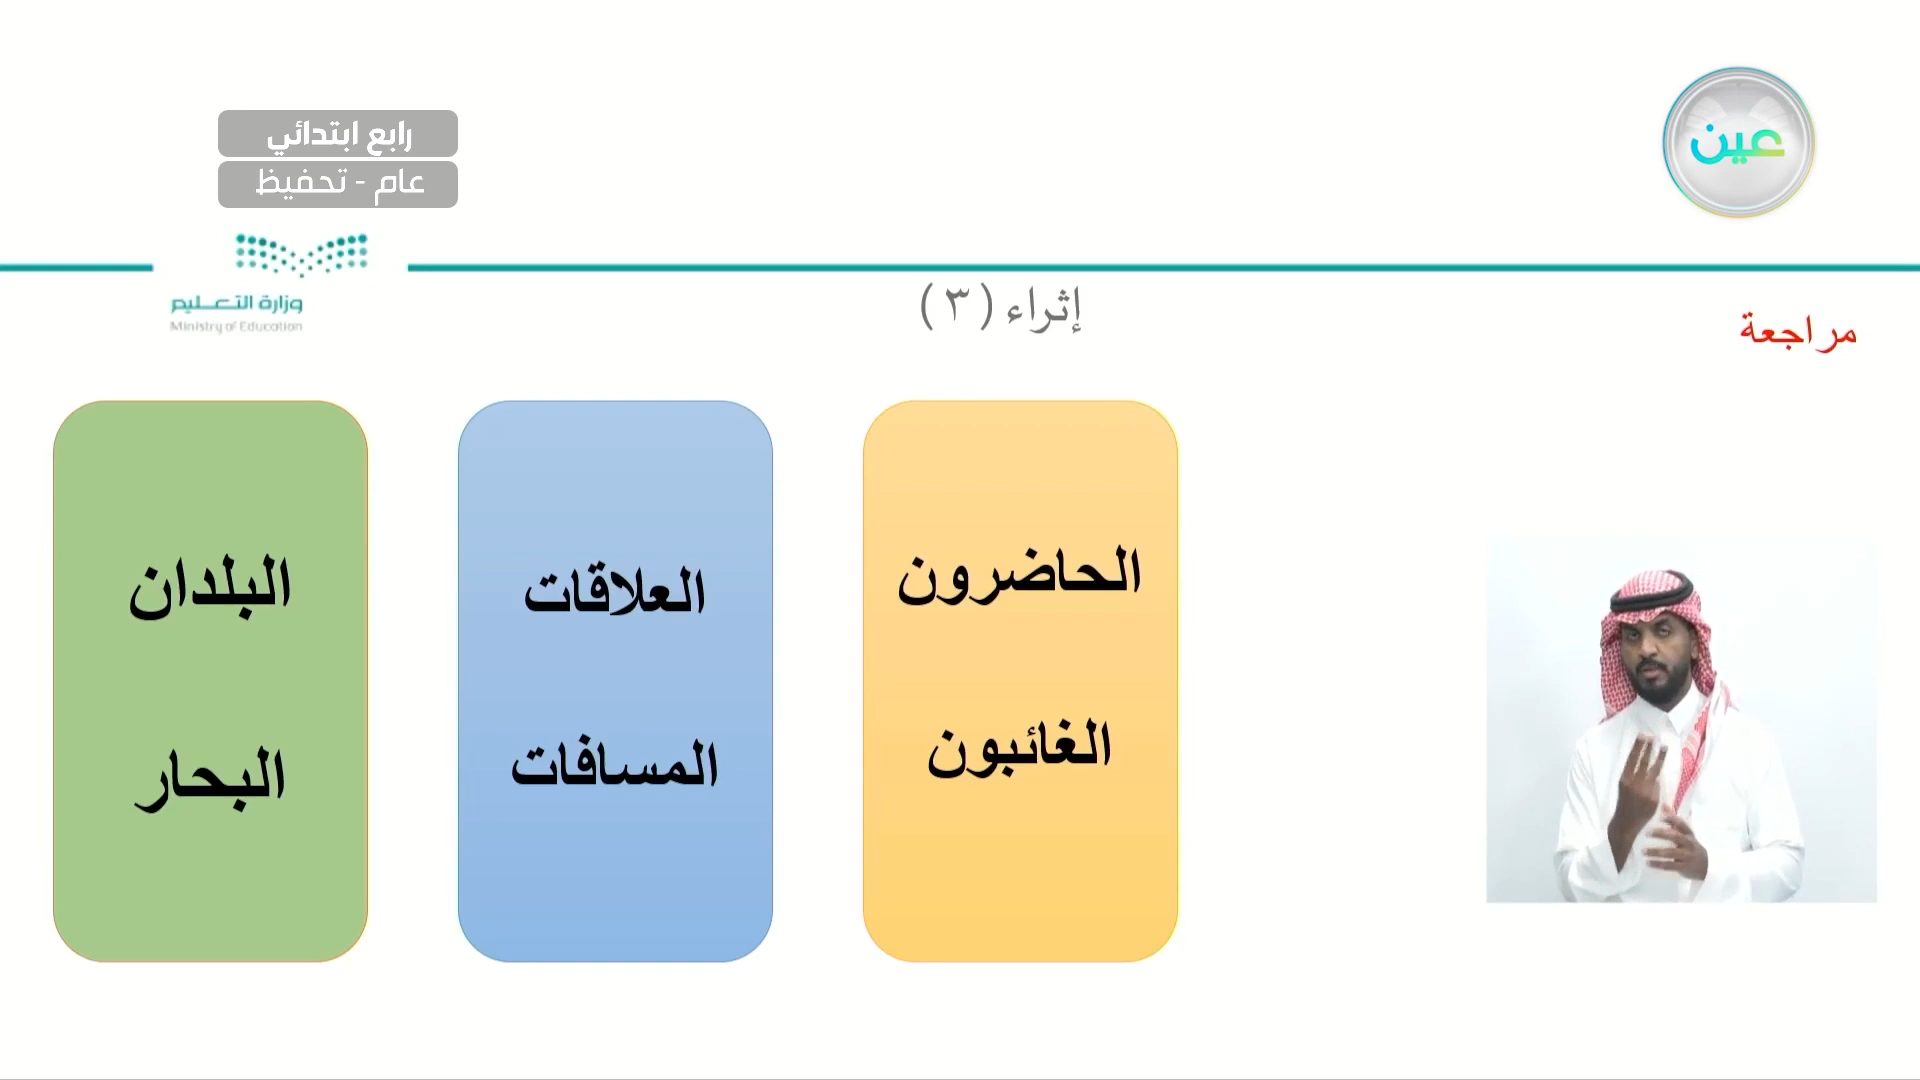 عين
رابع ابتدائي
عام - تحفيظ
وزارة التعليم
Ministry of Education
إثراء ( ٣ )
مراجعة
الحاضرون
الغائبون
العلاقات
المسافات
البلدان
البحار